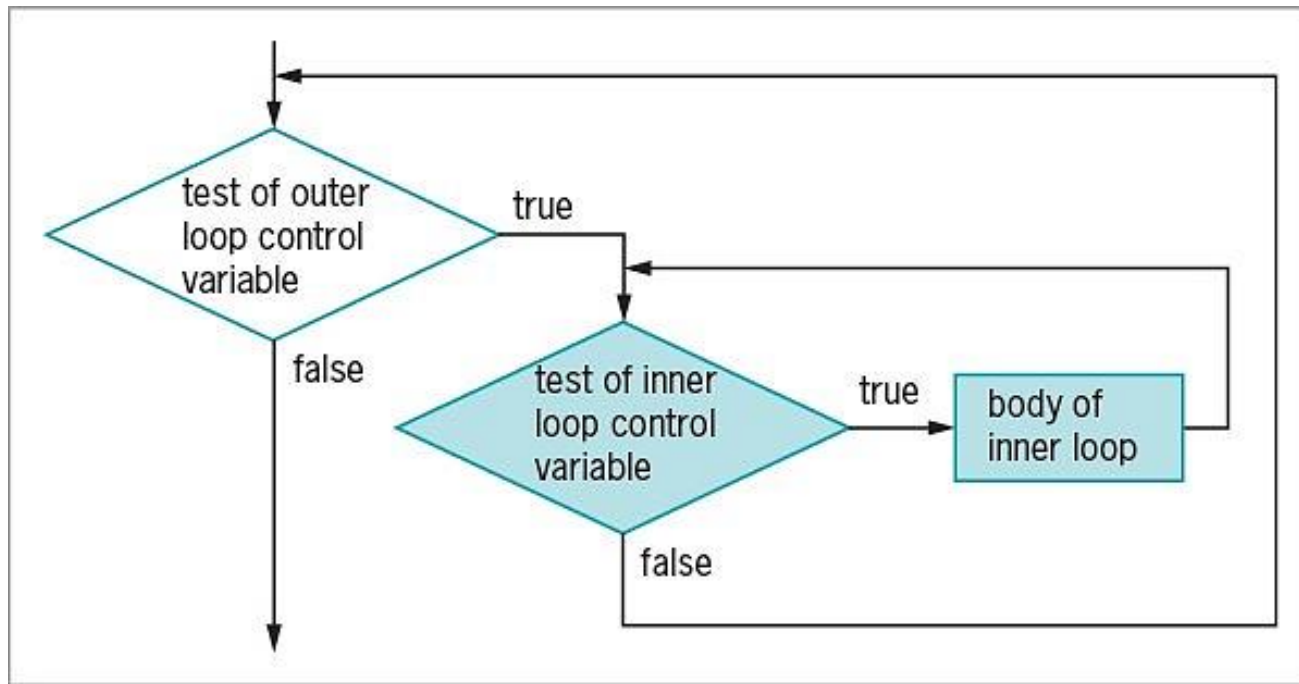 test of outer
loop control
variable
true
false
test of inner
loop control
variable
true
body of
inner loop
false